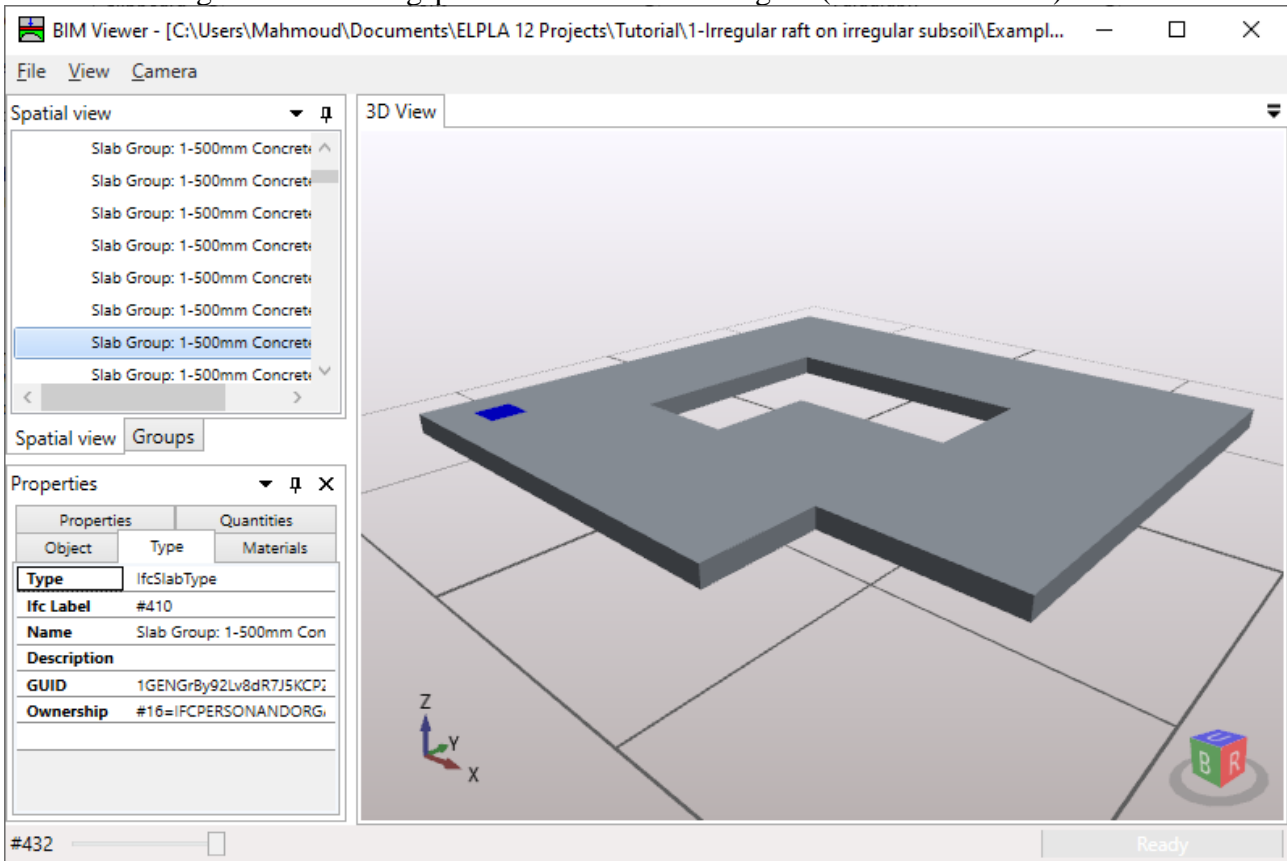 BIM Viewer - [C:\Users\Mahmoud\Documents\ELPLA 12 Projects\Tutorial\1-Irregular raft on irregular subsoil\Exampl...
File View Camera
Spatial view
3D View
Slab Group: 1-500mm Concrete
Slab Group: 1-500mm Concrete
Slab Group: 1-500mm Concrete
Slab Group: 1-500mm Concrete
Slab Group: 1-500mm Concrete
Slab Group: 1-500mm Concrete
Slab Group: 1-500mm Concrete
Slab Group: 1-500mm Concrete
Spatial view Groups
Properties
Properties Quantities
Object Type Materials
Type IfcSlabType
Ifc Label #410
Name Slab Group: 1-500mm Con
Description
GUID 1GENGrBy92Lv8dR7J5KCPZ
Ownership #16=IFCPERSONANDORGA
Z
Y
X
U
B R
#432
Ready